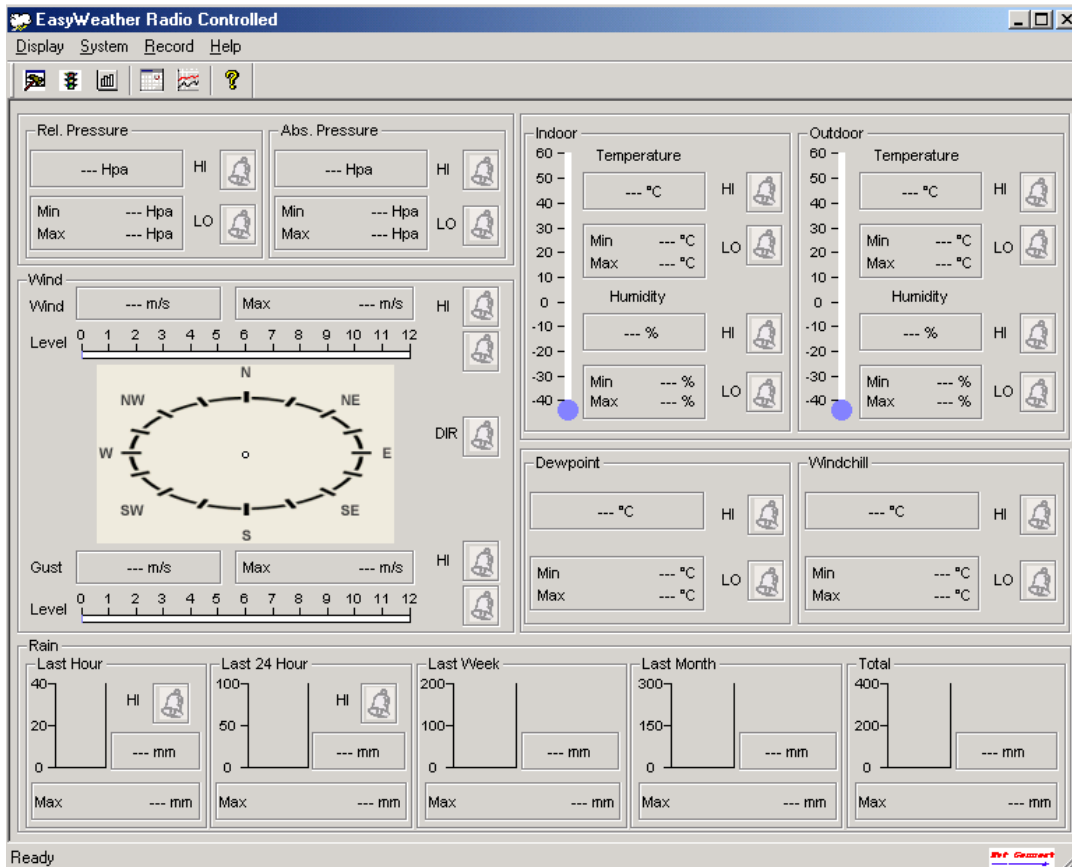 EasyWeather Radio Controlled
Display System Record Help
Rel. Pressure
--- Hpa
HI
Min --- Hpa
Max --- Hpa
LO
Abs. Pressure
--- Hpa
HI
Min --- Hpa
Max --- Hpa
LO
Wind
Wind --- m/s Max --- m/s HI
Level 0 1 2 3 4 5 6 7 8 9 10 11 12
N
NW NE
W E
SW SE
S
DIR
Gust --- m/s Max --- m/s HI
Level 0 1 2 3 4 5 6 7 8 9 10 11 12
Indoor
60
50
40
30
20
10
0
-10
-20
-30
-40
Temperature
--- °C
HI
Min --- °C
Max --- °C
LO
Humidity
--- %
HI
Min --- %
Max --- %
LO
Outdoor
60
50
40
30
20
10
0
-10
-20
-30
-40
Temperature
--- °C
HI
Min --- °C
Max --- °C
LO
Humidity
--- %
HI
Min --- %
Max --- %
LO
Dewpoint
--- °C
HI
Min --- °C
Max --- °C
LO
Windchill
--- °C
HI
Min --- °C
Max --- °C
LO
Rain
Last Hour
40
20
0
HI
--- mm
Max --- mm
Last 24 Hour
100
50
0
HI
--- mm
Max --- mm
Last Week
200
100
0
--- mm
Max --- mm
Last Month
300
150
0
--- mm
Max --- mm
Total
400
200
0
--- mm
Max --- mm
Ready
Not Connect